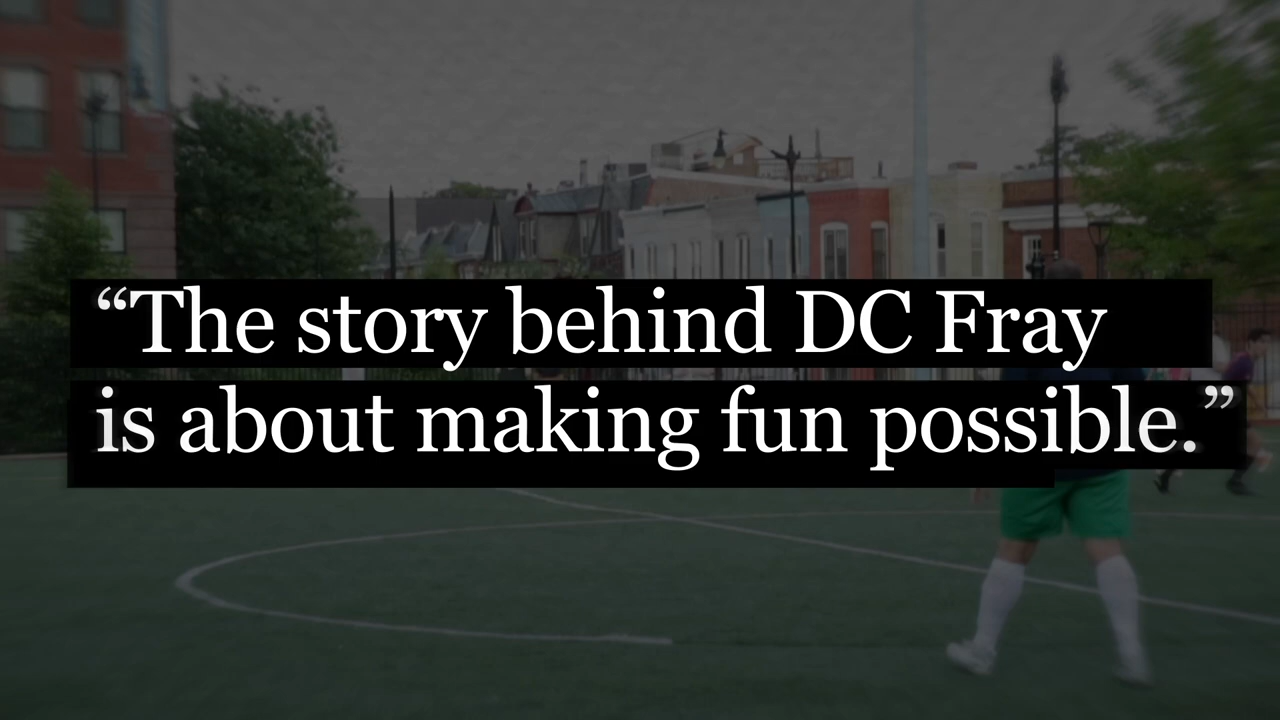 “The story behind DC Fray
is about making fun possible.”